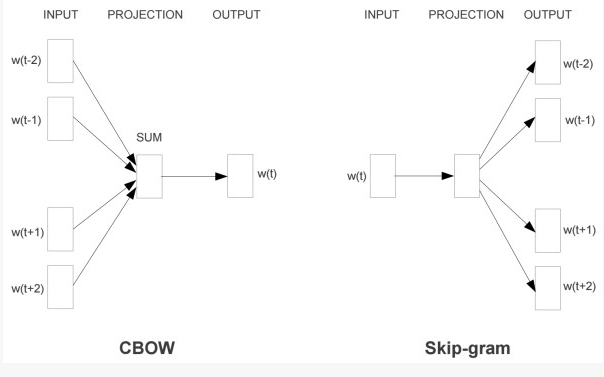 INPUT PROJECTION OUTPUT
w(t-2)
w(t-1)
SUM
w(t)
w(t+1)
w(t+2)
CBOW
INPUT PROJECTION OUTPUT
w(t-2)
w(t-1)
w(t)
w(t+1)
w(t+2)
Skip-gram